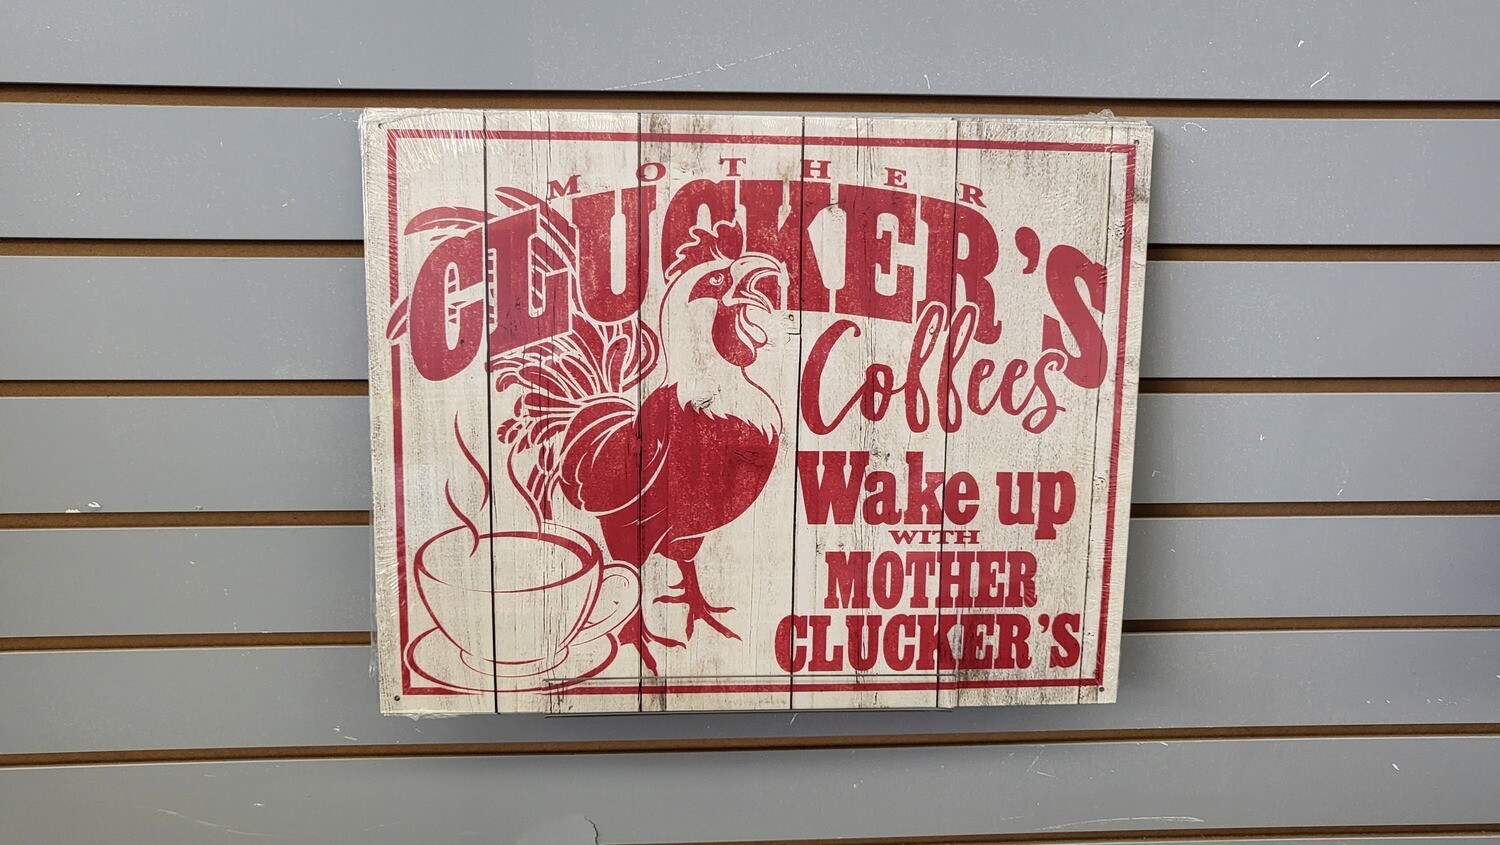 MOTHER
CLUCKER'S
Coffees
Wake up
WITH
MOTHER
CLUCKER'S